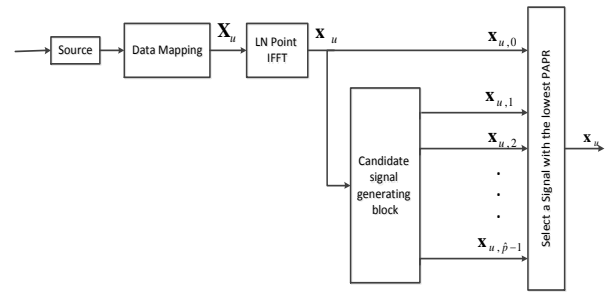 Source
Data Mapping
X_u
LN Point
IFFT
x_u
x_{u,0}
x_{u,1}
x_{u,2}
.
.
.
x_{u,p̂-1}
Candidate
signal
generating
block
Select a Signal with the lowest PAPR
x_u